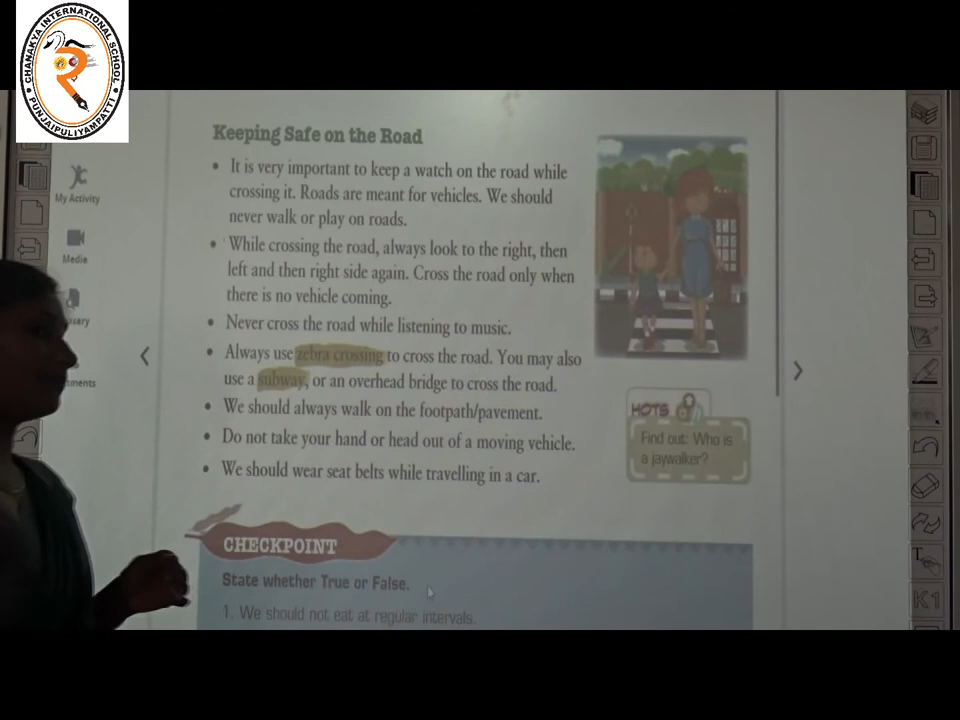 CHANAKYA INTERNATIONAL SCHOOL
PUNJAIPULIYAMPATTI
My Activity
Media
Keeping Safe on the Road
• It is very important to keep a watch on the road while
crossing it. Roads are meant for vehicles. We should
never walk or play on roads.
• While crossing the road, always look to the right, then
left and then right side again. Cross the road only when
there is no vehicle coming.
• Never cross the road while listening to music.
• Always use zebra crossing to cross the road. You may also
use a subway, or an overhead bridge to cross the road.
• We should always walk on the footpath/pavement.
• Do not take your hand or head out of a moving vehicle.
• We should wear seat belts while travelling in a car.
HOTS
Find out: Who is
a jaywalker?
CHECKPOINT
State whether True or False.
1. We should not eat at regular intervals.
K1